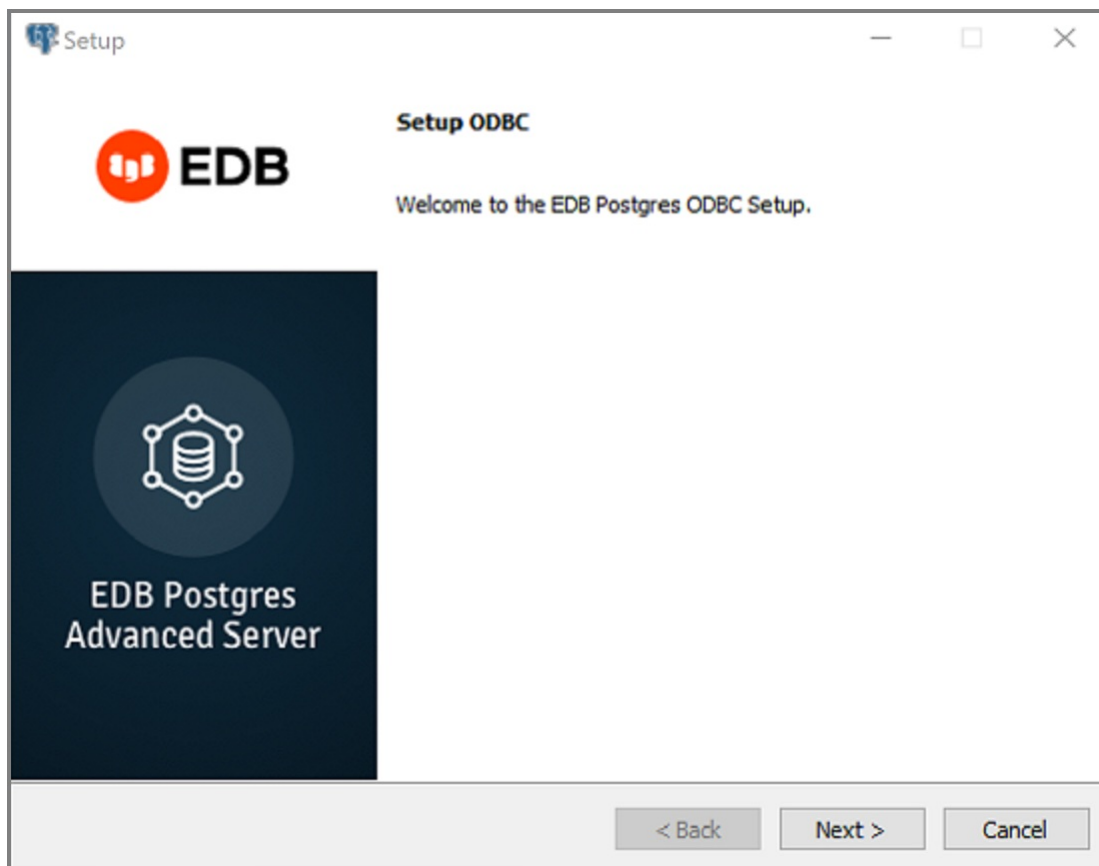 Setup
EDB
Setup ODBC
Welcome to the EDB Postgres ODBC Setup.
EDB Postgres
Advanced Server
< Back
Next >
Cancel